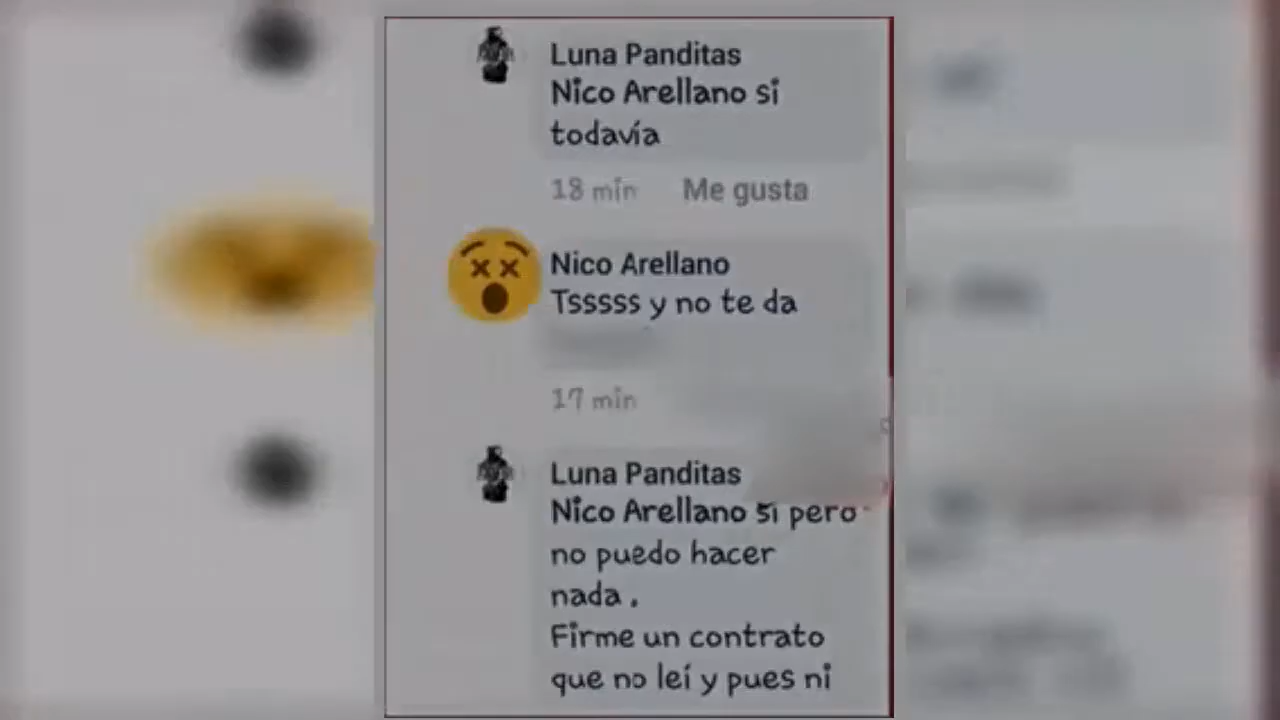 Luna Panditas
Nico Arellano si
todavía
18 min Me gusta
Nico Arellano
Tsssss y no te da
17 min
Luna Panditas
Nico Arellano si pero
no puedo hacer
nada .
Firme un contrato
que no leí y pues ni